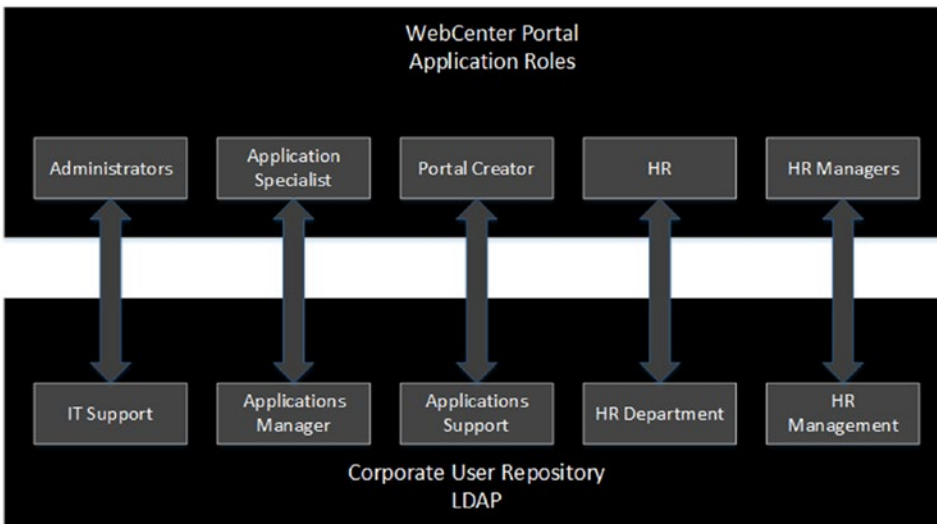 WebCenter Portal
Application Roles
Administrators
Application
Specialist
Portal Creator
HR
HR Managers
IT Support
Applications
Manager
Applications
Support
HR Department
HR
Management
Corporate User Repository
LDAP